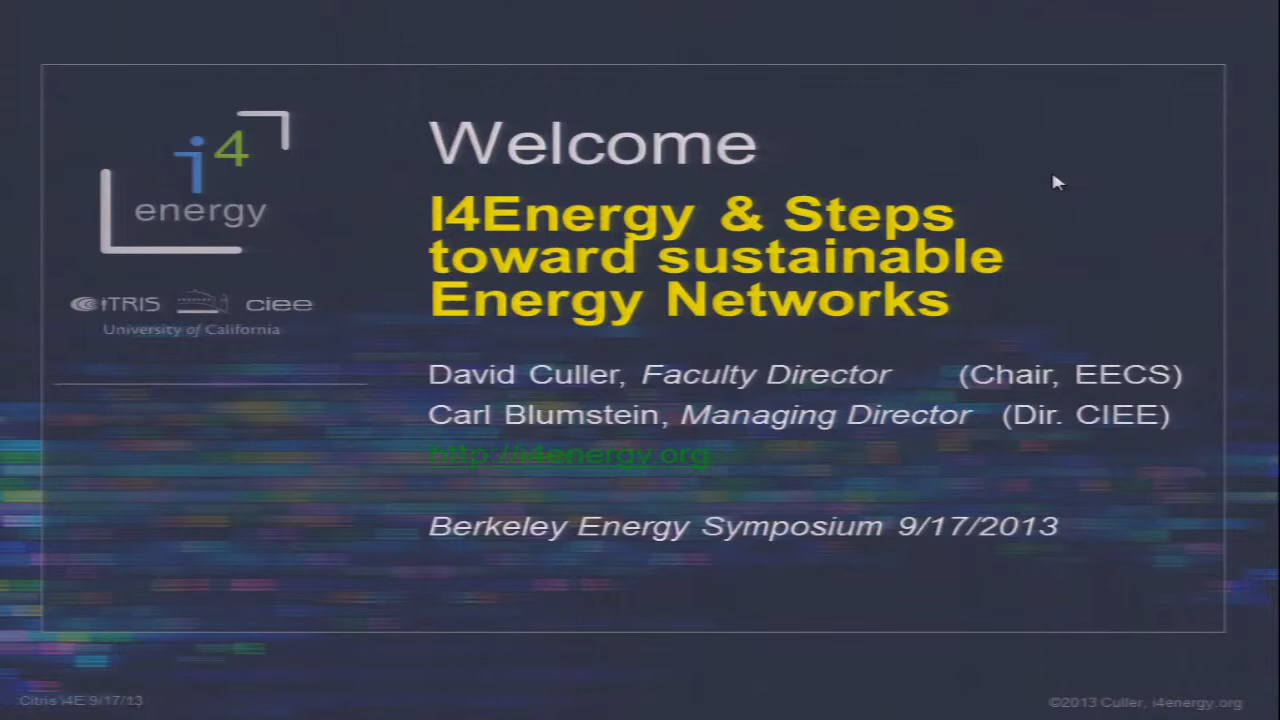 i4
energy
CiTRIS ciee
University of California
Welcome
I4Energy & Steps
toward sustainable
Energy Networks
David Culler, Faculty Director (Chair, EECS)
Carl Blumstein, Managing Director (Dir. CIEE)
http://i4energy.org
Berkeley Energy Symposium 9/17/2013
Citris i4E 9/17/13
©2013 Culler, i4energy.org